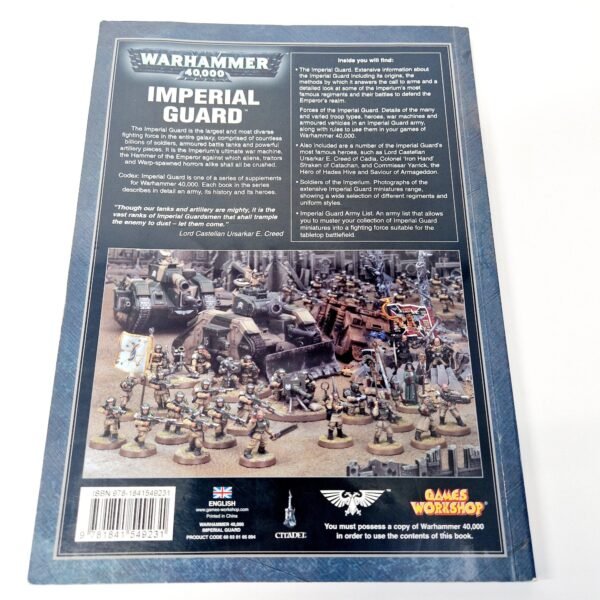 WARHAMMER
40,000
IMPERIAL
GUARD™
The Imperial Guard is the largest and most diverse
fighting force in the entire galaxy, comprised of countless
billions of soldiers, armoured battle tanks and powerful
artillery pieces. It is the Imperium's ultimate war machine,
the Hammer of the Emperor against which aliens, traitors
and Warp-spawned horrors alike shall all be crushed.
Codex: Imperial Guard is one of a series of supplements
for Warhammer 40,000. Each book in the series
describes in detail an army, its history and its heroes.
"Though our tanks and artillery are mighty, it is the
vast ranks of Imperial Guardsmen that shall trample
the enemy to dust – let them come."
Lord Castellan Ursarkar E. Creed
Inside you will find:
• The Imperial Guard. Extensive information about
the Imperial Guard including its origins, the
methods by which it answers the call to arms and a
detailed look at some of the Imperium's most
famous regiments and their battles to defend the
Emperor's realm.
Forces of the Imperial Guard. Details of the many
and varied troop types, heroes, war machines and
armoured vehicles in an Imperial Guard army,
along with rules to use them in your games of
Warhammer 40,000.
• Also included are a number of the Imperial Guard's
most famous heroes, such as Lord Castellan
Ursarkar E. Creed of Cadia, Colonel 'Iron Hand'
Straken of Catachan, and Commissar Yarrick, the
Hero of Hades Hive and Saviour of Armageddon.
• Soldiers of the Imperium. Photographs of the
extensive Imperial Guard miniatures range,
showing a wide selection of different regiments and
uniform styles.
• Imperial Guard Army List. An army list that allows
you to muster your collection of Imperial Guard
miniatures into a fighting force suitable for the
tabletop battlefield.
ISBN 978-1841549231
9 781841 549231
ENGLISH
www.games-workshop.com
Printed in China
WARHAMMER 40,000
IMPERIAL GUARD
PRODUCT CODE 60 03 01 05 004
CITADEL
GAMES
WORKSHOP
You must possess a copy of Warhammer 40,000
in order to use the contents of this book.